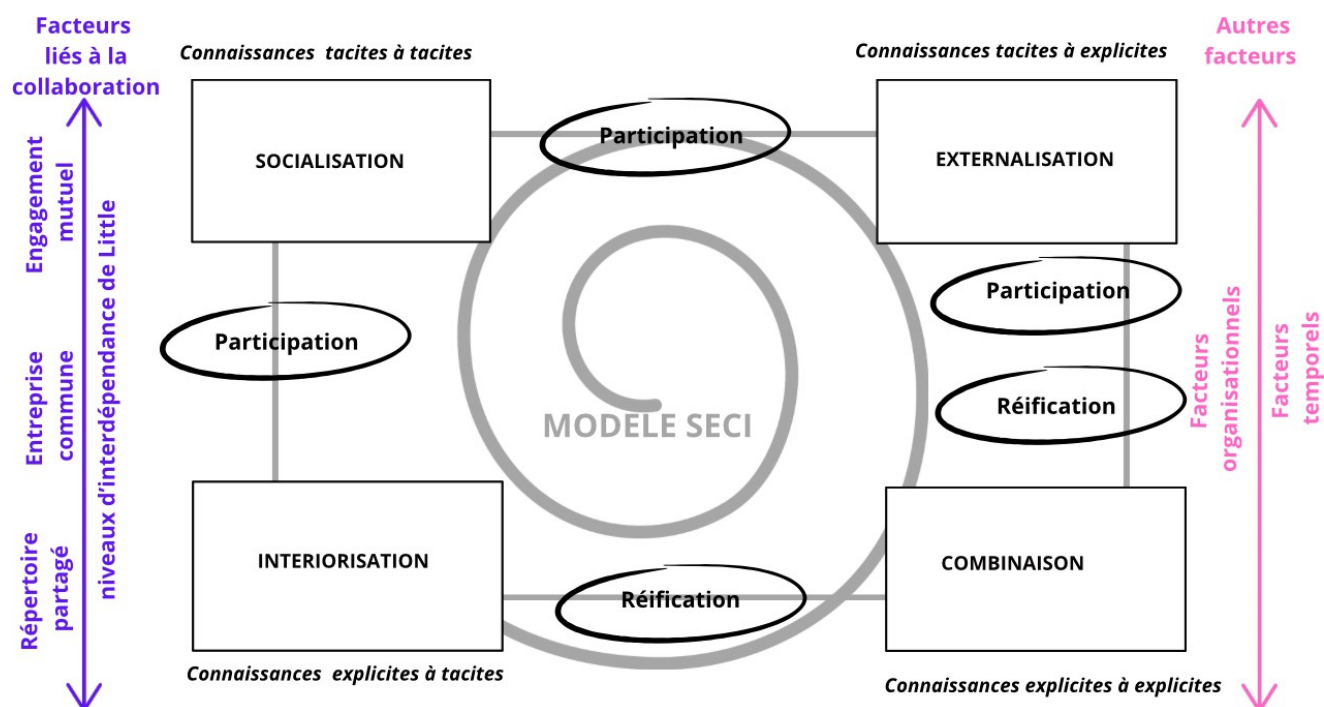 Facteurs
liés à la
collaboration
Connaissances tacites à tacites
Connaissances tacites à explicites
Autres
facteurs
SOCIALISATION
Participation
EXTERNALISATION
Engagement
mutuel
Entreprise
commune
Répertoire
partagé
niveaux d'interdépendance de Little
Participation
Participation
Réification
Facteurs
organisationnels
Facteurs
temporels
MODELE SECI
INTERIORISATION
Réification
COMBINAISON
Connaissances explicites à tacites
Connaissances explicites à explicites